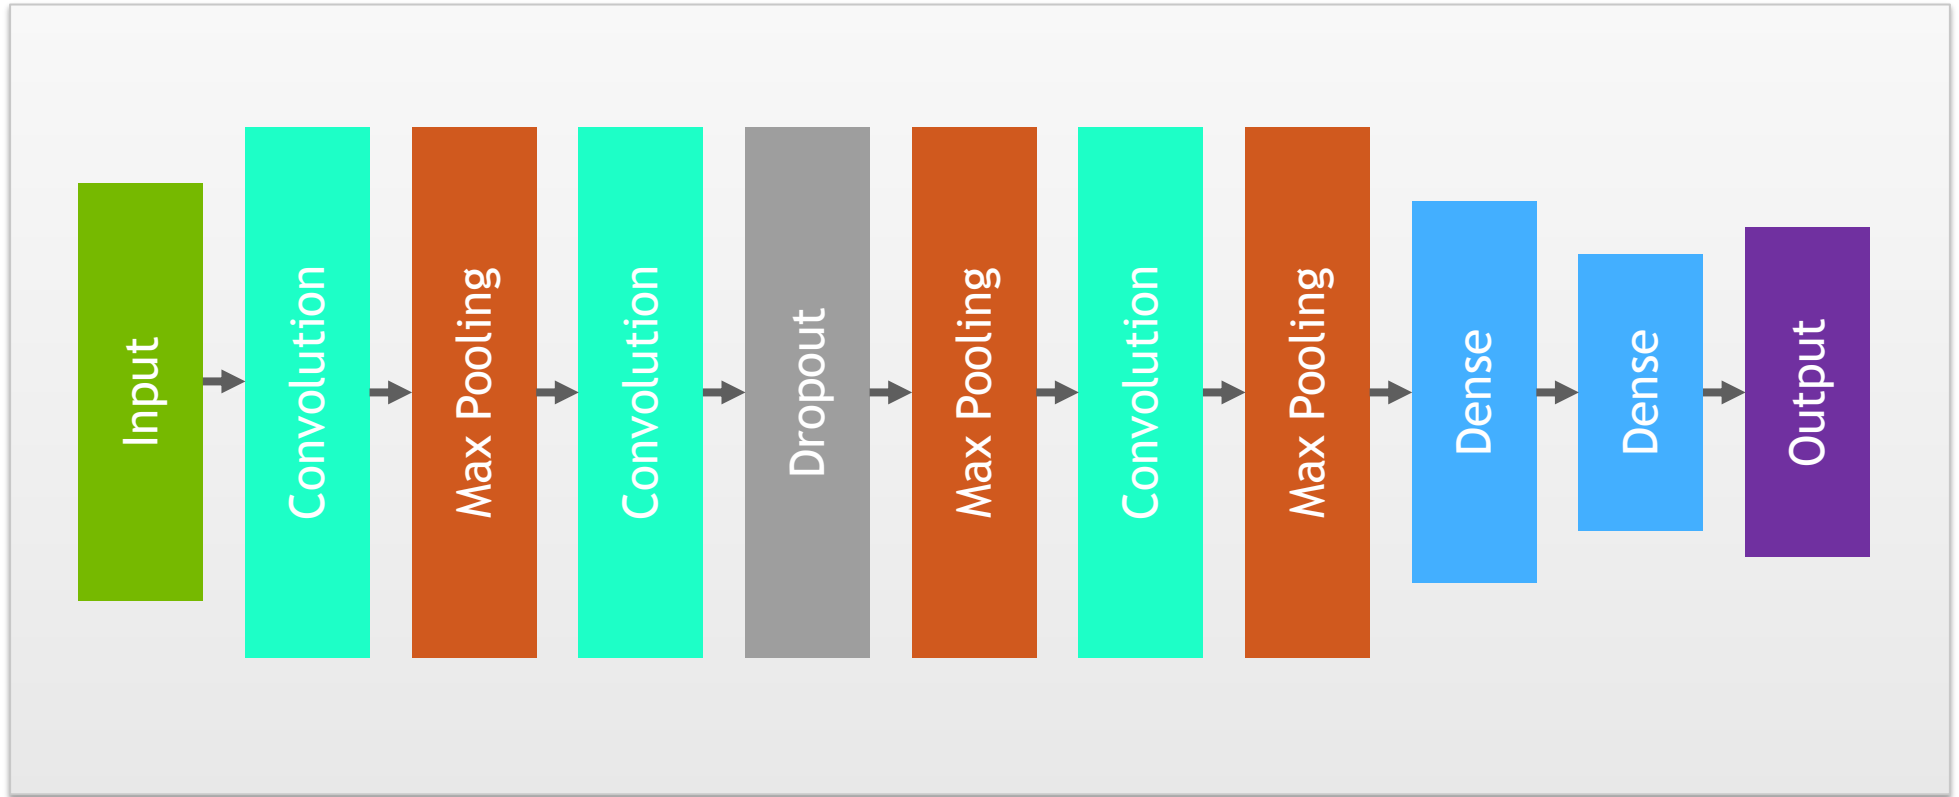 Input
Convolution
Max Pooling
Convolution
Dropout
Max Pooling
Convolution
Max Pooling
Dense
Dense
Output